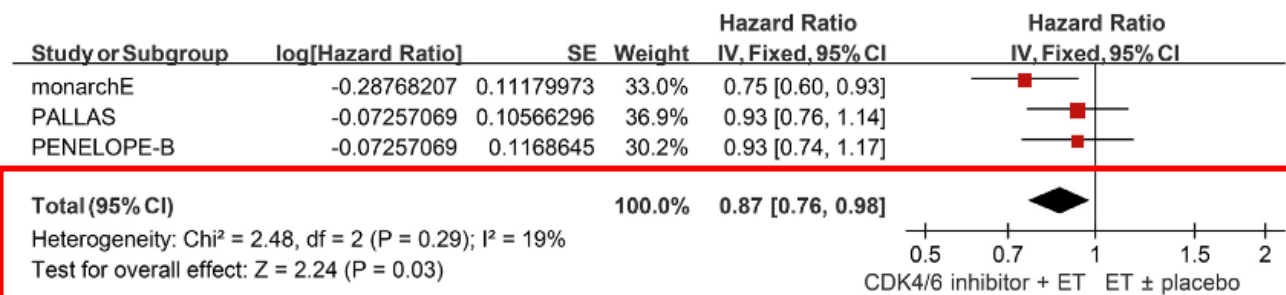 Hazard Ratio Hazard Ratio
Study or Subgroup log[Hazard Ratio] SE Weight IV, Fixed, 95% CI IV, Fixed, 95% CI
monarchE -0.28768207 0.11179973 33.0% 0.75 [0.60, 0.93]
PALLAS -0.07257069 0.10566296 36.9% 0.93 [0.76, 1.14]
PENELOPE-B -0.07257069 0.1168645 30.2% 0.93 [0.74, 1.17]
Total (95% CI) 100.0% 0.87 [0.76, 0.98]
Heterogeneity: Chi² = 2.48, df = 2 (P = 0.29); I² = 19%
Test for overall effect: Z = 2.24 (P = 0.03)
0.5 0.7 1 1.5 2
CDK4/6 inhibitor + ET ET ± placebo